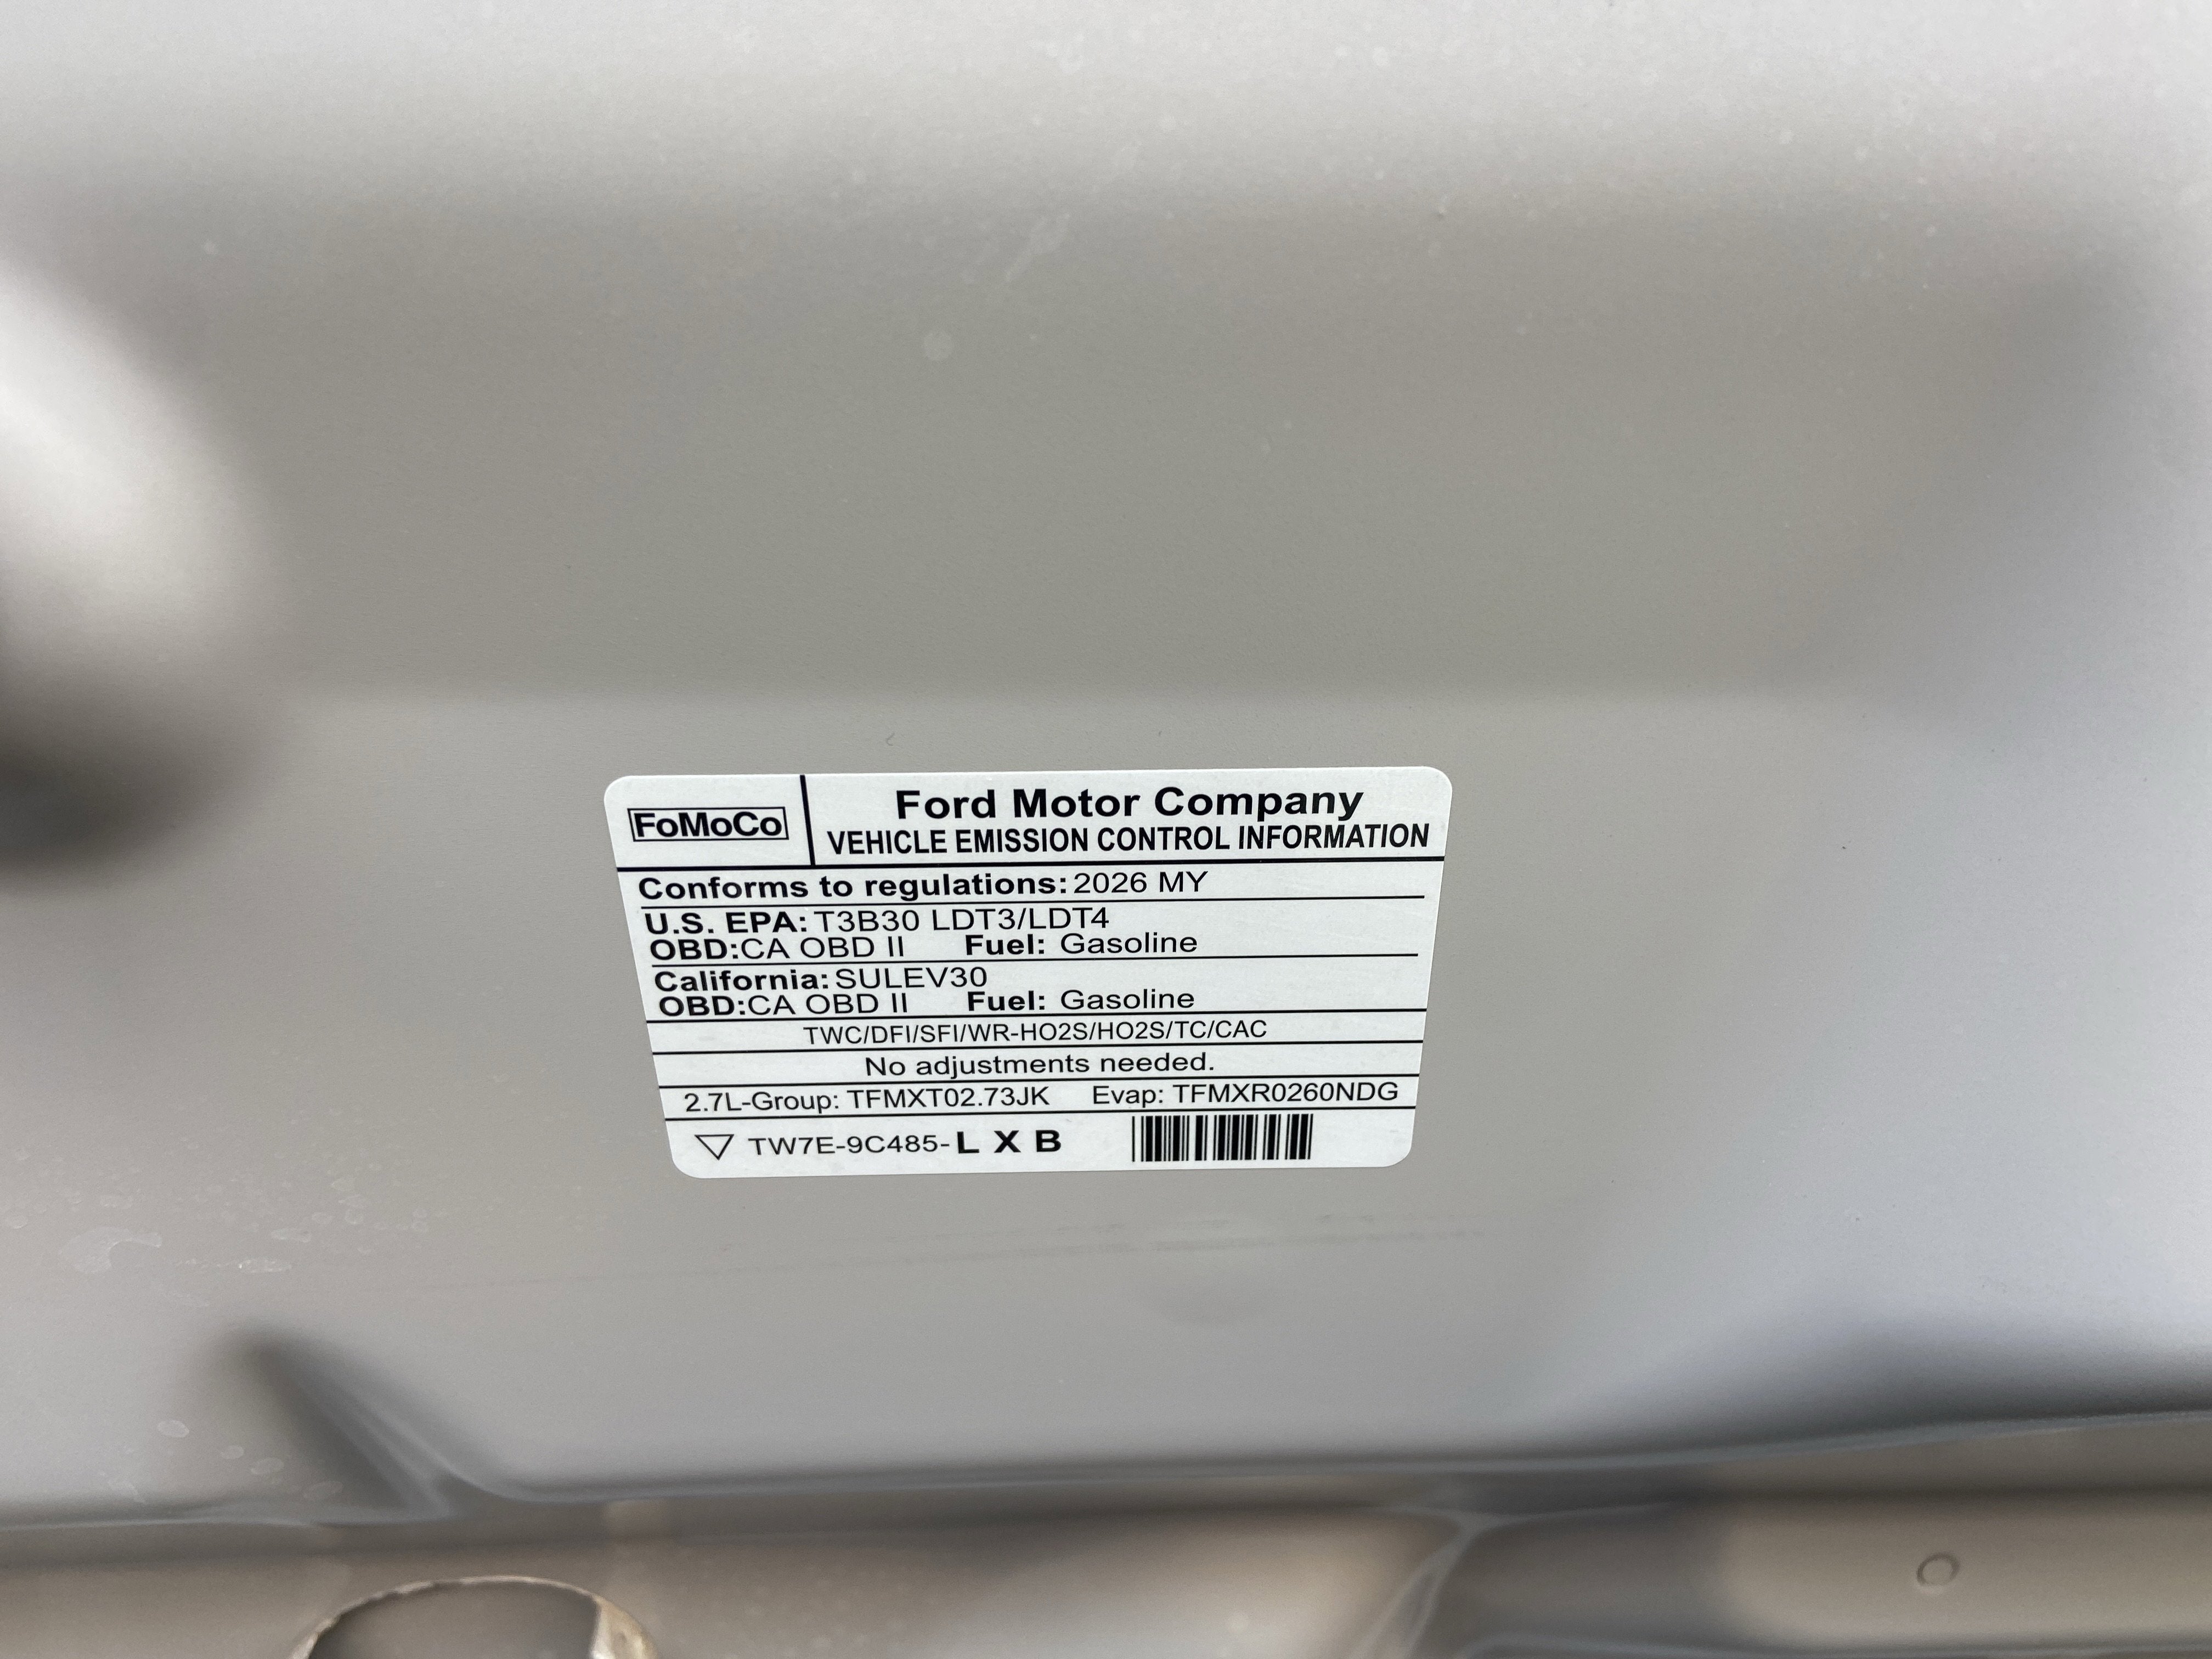 FoMoCo
Ford Motor Company
VEHICLE EMISSION CONTROL INFORMATION
Conforms to regulations: 2026 MY
U.S. EPA: T3B30 LDT3/LDT4
OBD:CA OBD II Fuel: Gasoline
California: SULEV30
OBD:CA OBD II Fuel: Gasoline
TWC/DFI/SFI/WR-HO2S/HO2S/TC/CAC
No adjustments needed.
2.7L-Group: TFMXT02.73JK Evap: TFMXR0260NDG
TW7E-9C485-L X B